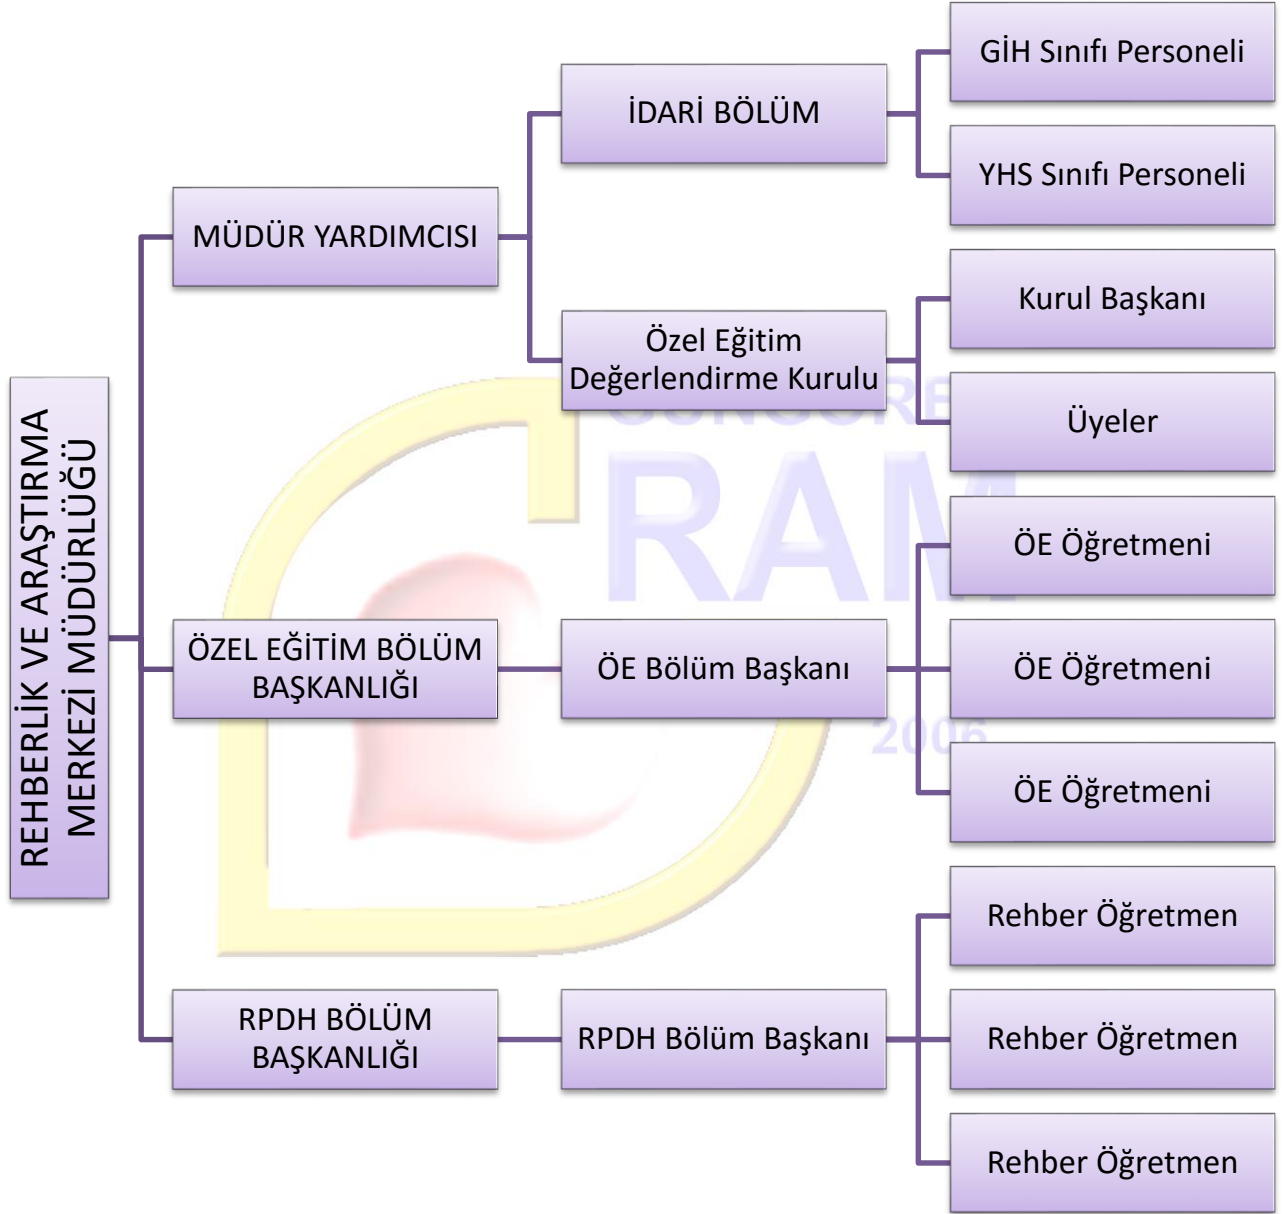 REHBERLİK VE ARAŞTIRMA
MERKEZİ MÜDÜRLÜĞÜ
MÜDÜR YARDIMCISI
İDARİ BÖLÜM
GİH Sınıfı Personeli
YHS Sınıfı Personeli
Özel Eğitim
Değerlendirme Kurulu
Kurul Başkanı
Üyeler
ÖZEL EĞİTİM BÖLÜM
BAŞKANLIĞI
ÖE Bölüm Başkanı
ÖE Öğretmeni
ÖE Öğretmeni
ÖE Öğretmeni
RPDH BÖLÜM
BAŞKANLIĞI
RPDH Bölüm Başkanı
Rehber Öğretmen
Rehber Öğretmen
Rehber Öğretmen
RAM
2006